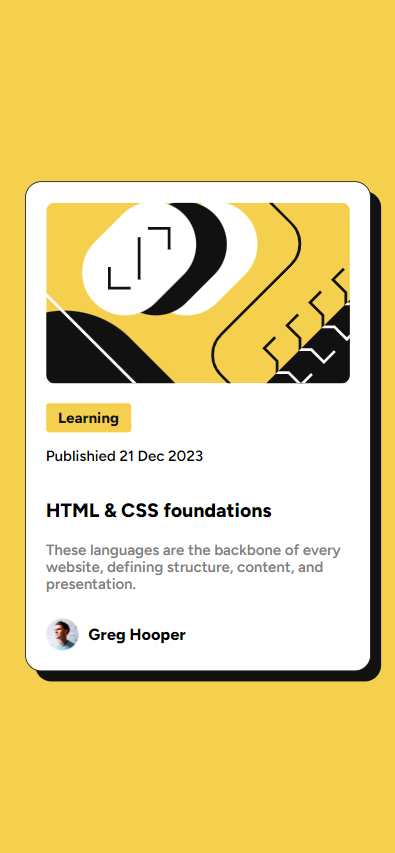 Learning
Publishied 21 Dec 2023
HTML & CSS foundations
These languages are the backbone of every
website, defining structure, content, and
presentation.
Greg Hooper